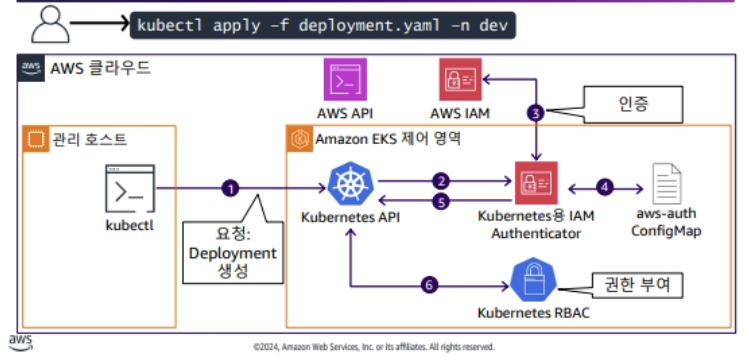 kubectl apply –f deployment.yaml –n dev
aws
AWS 클라우드
AWS API
AWS IAM
3
인증
관리 호스트
Amazon EKS 제어 영역
kubectl
1
요청:
Deployment
생성
Kubernetes API
2
5
Kubernetes용 IAM
Authenticator
4
aws-auth
ConfigMap
6
Kubernetes RBAC
권한 부여
aws
©2024, Amazon Web Services, Inc. or its affiliates. All rights reserved.